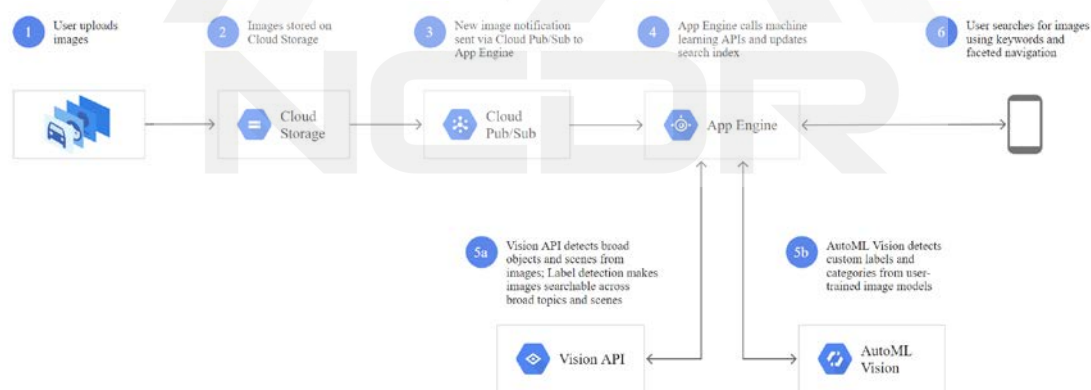 1
User uploads
images
2
Images stored on
Cloud Storage
3
New image notification
sent via Cloud Pub/Sub to
App Engine
4
App Engine calls machine
learning APIs and updates
search index
6
User searches for images
using keywords and
faceted navigation
NCDR
Cloud
Storage
Cloud
Pub/Sub
App Engine
5a
Vision API detects broad
objects and scenes from
images; Label detection makes
images searchable across
broad topics and scenes
5b
AutoML Vision detects
custom labels and
categories from user-
trained image models
Vision API
AutoML
Vision